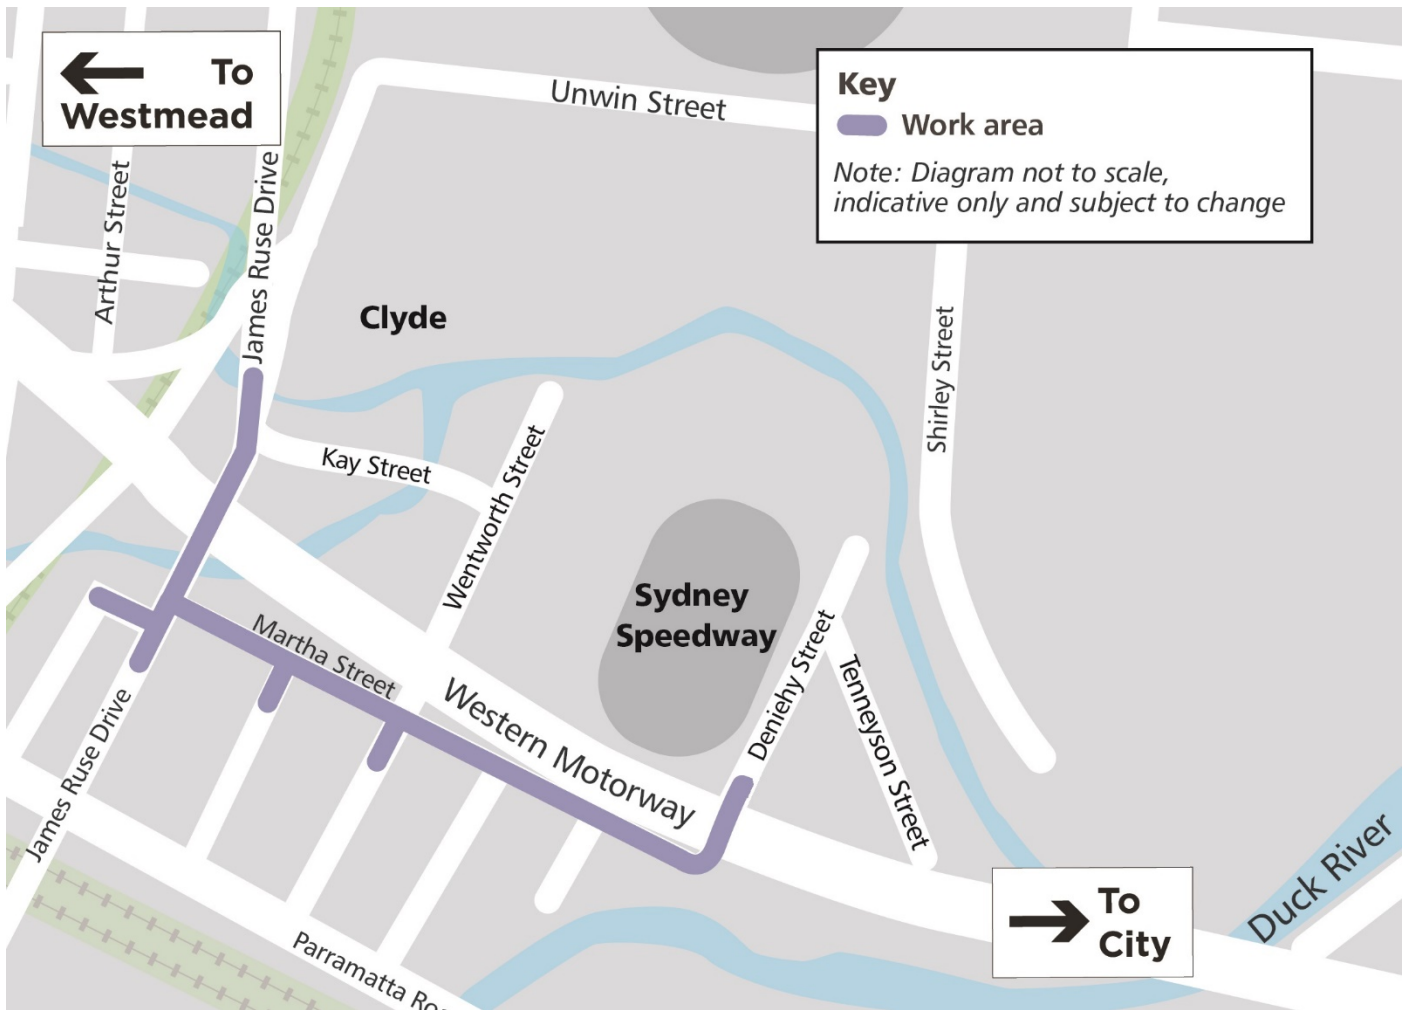 To
Westmead
Unwin Street
Key
Work area
Note: Diagram not to scale,
indicative only and subject to change
Arthur Street
James Ruse Drive
Clyde
Shirley Street
Kay Street
Wentworth Street
Sydney
Speedway
Martha Street
Deniehy Street
Tenneyson Street
Western Motorway
James Ruse Drive
Duck River
To
City
Parramatta Roa